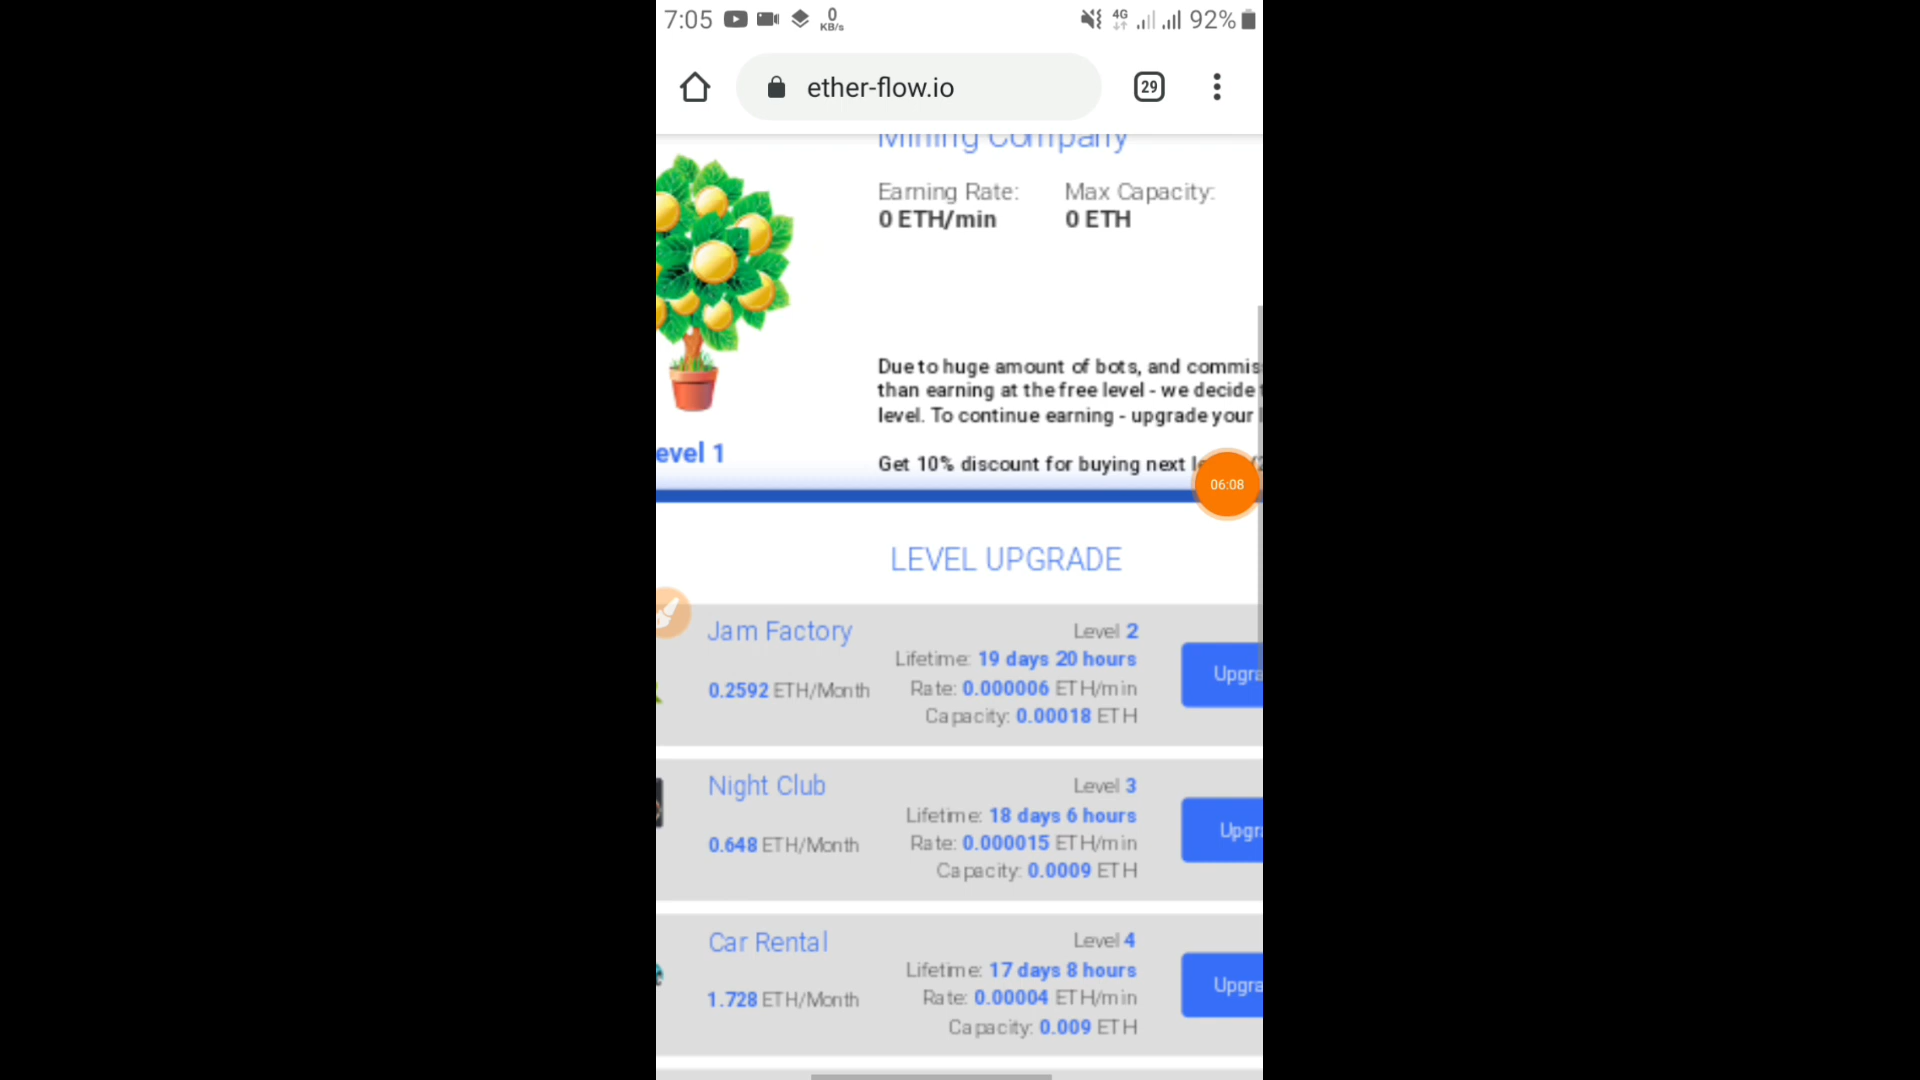 7:05 0 KB/s 4G 92%
ether-flow.io 29
Mining Company
Earning Rate: Max Capacity:
0 ETH/min 0 ETH
Due to huge amount of bots, and commis
than earning at the free level - we decide
level. To continue earning - upgrade your
evel 1
Get 10% discount for buying next
06:08
LEVEL UPGRADE
Jam Factory
Level 2
Lifetime: 19 days 20 hours
0.2592 ETH/Month
Rate: 0.000006 ETH/min
Capacity: 0.00018 ETH
Upgra
Night Club
Level 3
Lifetime: 18 days 6 hours
0.648 ETH/Month
Rate: 0.000015 ETH/min
Capacity: 0.0009 ETH
Upgra
Car Rental
Level 4
Lifetime: 17 days 8 hours
1.728 ETH/Month
Rate: 0.00004 ETH/min
Capacity: 0.009 ETH
Upgra